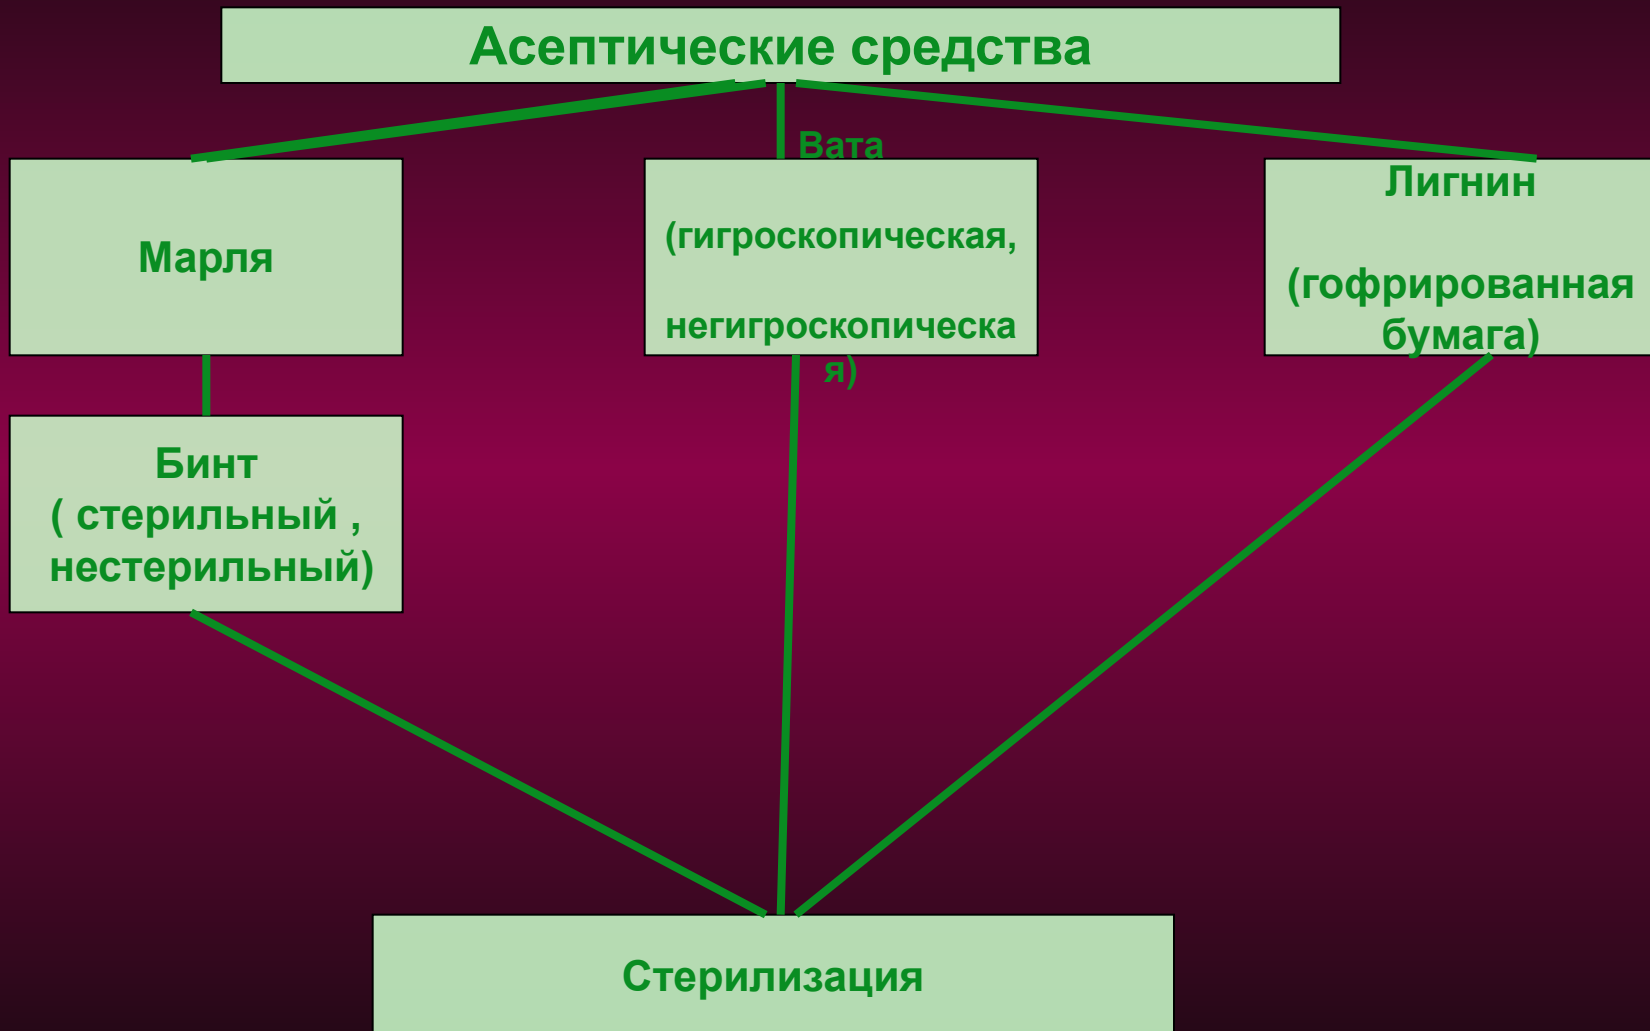 Асептические средства
Марля
Вата
(гигроскопическая,
негигроскопическа
я)
Лигнин
(гофрированная
бумага)
Бинт
( стерильный ,
нестерильный)
Стерилизация